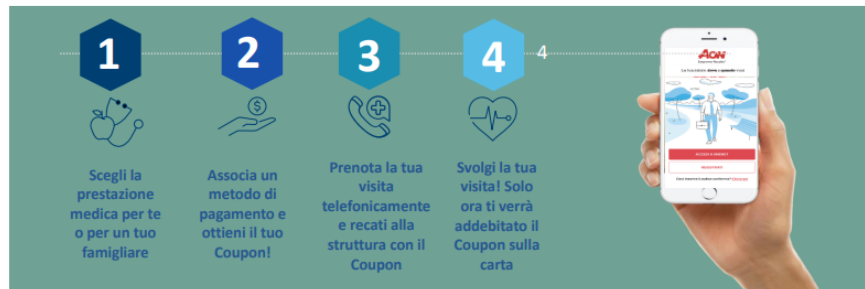 1
2
3
4
4
Scegli la
prestazione
medica per te
o per un tuo
famigliare
Associa un
metodo di
pagamento e
ottieni il tuo
Coupon!
Prenota la tua
visita
telefonicamente
e recati alla
struttura con il
Coupon
Svolgi la tua
visita! Solo
ora ti verrà
addebitato il
Coupon sulla
carta
AON